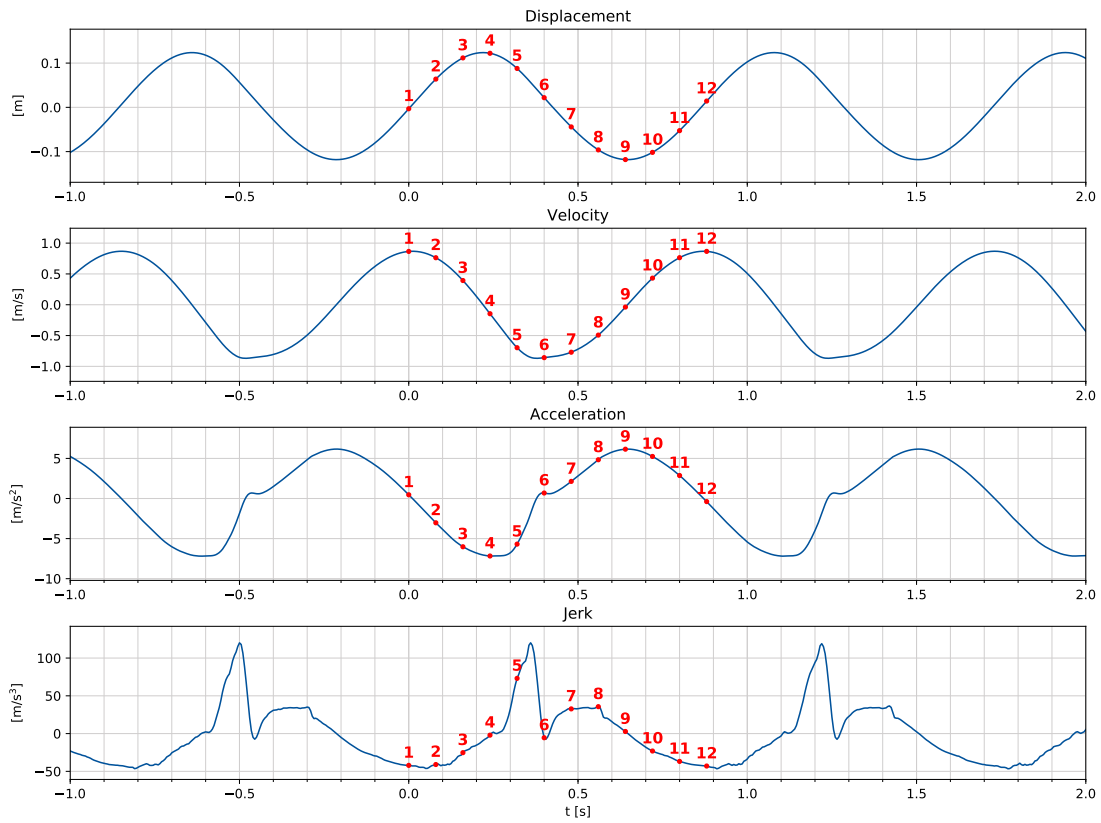 Displacement
[m]
0.1
0.0
−0.1
1 2 3 4 5 6 7 8 9 10 11 12
−1.0 −0.5 0.0 0.5 1.0 1.5 2.0
Velocity
[m/s]
1.0
0.5
0.0
−0.5
−1.0
1 2 3 4 5 6 7 8 9 10 11 12
−1.0 −0.5 0.0 0.5 1.0 1.5 2.0
Acceleration
[m/s²]
5
0
−5
−10
1 2 3 4 5 6 7 8 9 10 11 12
−1.0 −0.5 0.0 0.5 1.0 1.5 2.0
Jerk
[m/s³]
100
50
0
−50
1 2 3 4 5 6 7 8 9 10 11 12
−1.0 −0.5 0.0 0.5 1.0 1.5 2.0
t [s]